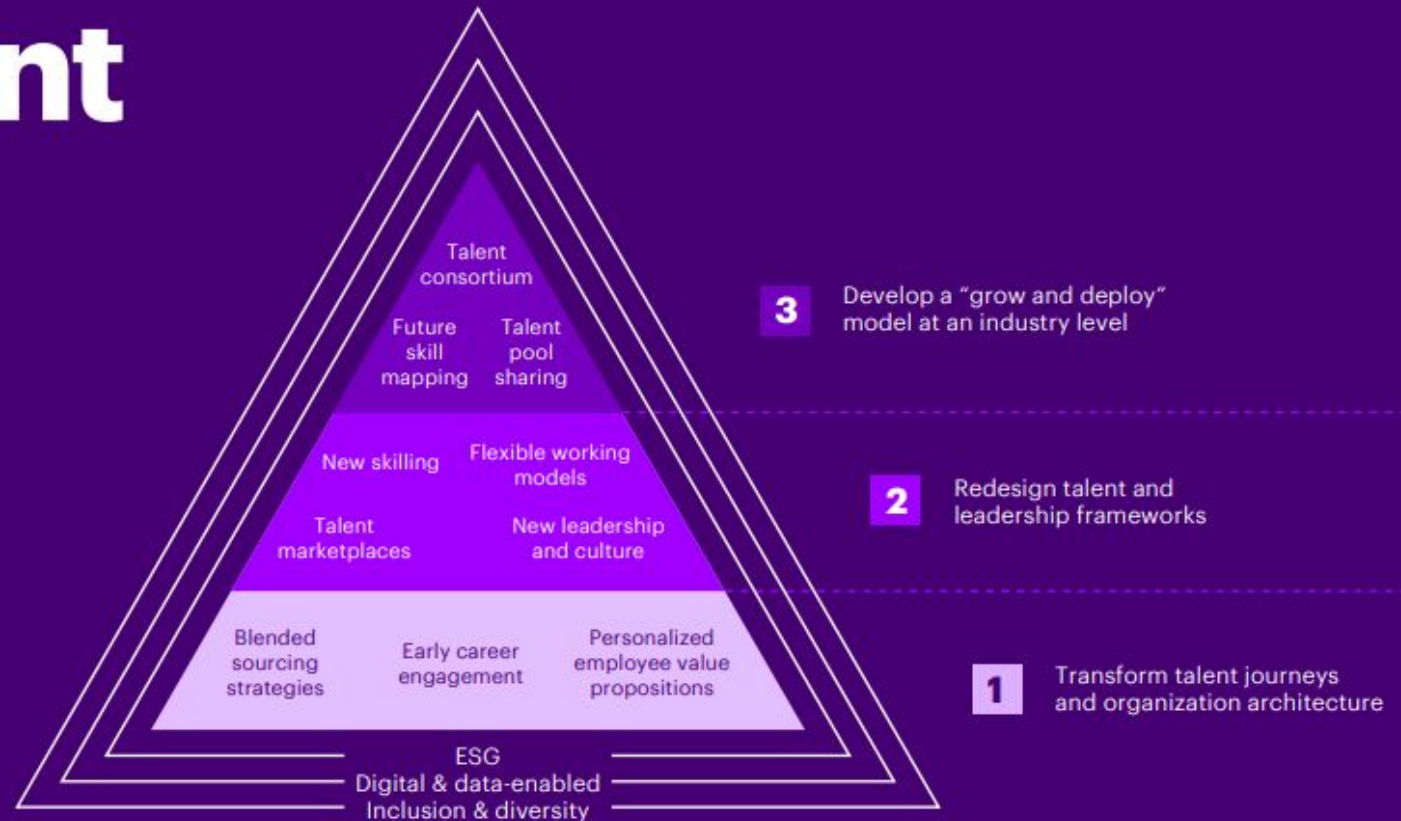 nt
Talent
consortium
Future
skill
mapping
Talent
pool
sharing
3
Develop a “grow and deploy”
model at an industry level
New skilling
Flexible working
models
Talent
marketplaces
New leadership
and culture
2
Redesign talent and
leadership frameworks
Blended
sourcing
strategies
Early career
engagement
Personalized
employee value
propositions
1
Transform talent journeys
and organization architecture
ESG
Digital & data-enabled
Inclusion & diversity